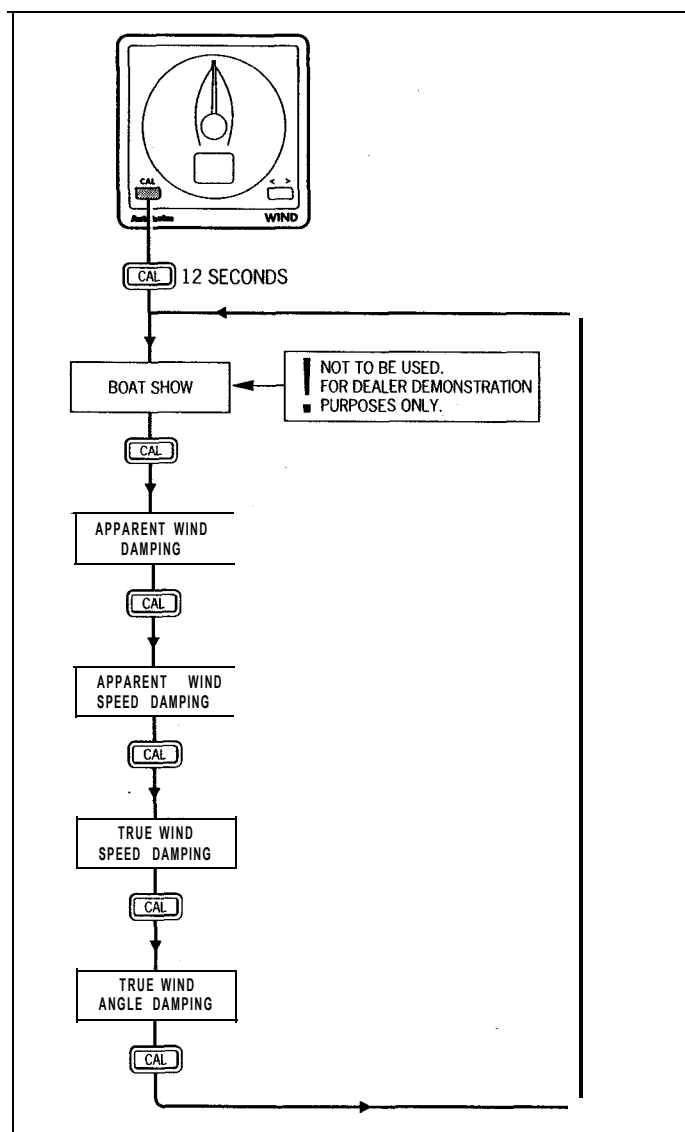 CAL
< >
WIND
CAL 12 SECONDS
BOAT SHOW
! NOT TO BE USED.
FOR DEALER DEMONSTRATION
PURPOSES ONLY.
CAL
APPARENT WIND
DAMPING
CAL
APPARENT WIND
SPEED DAMPING
CAL
TRUE WIND
SPEED DAMPING
CAL
TRUE WIND
ANGLE DAMPING
CAL